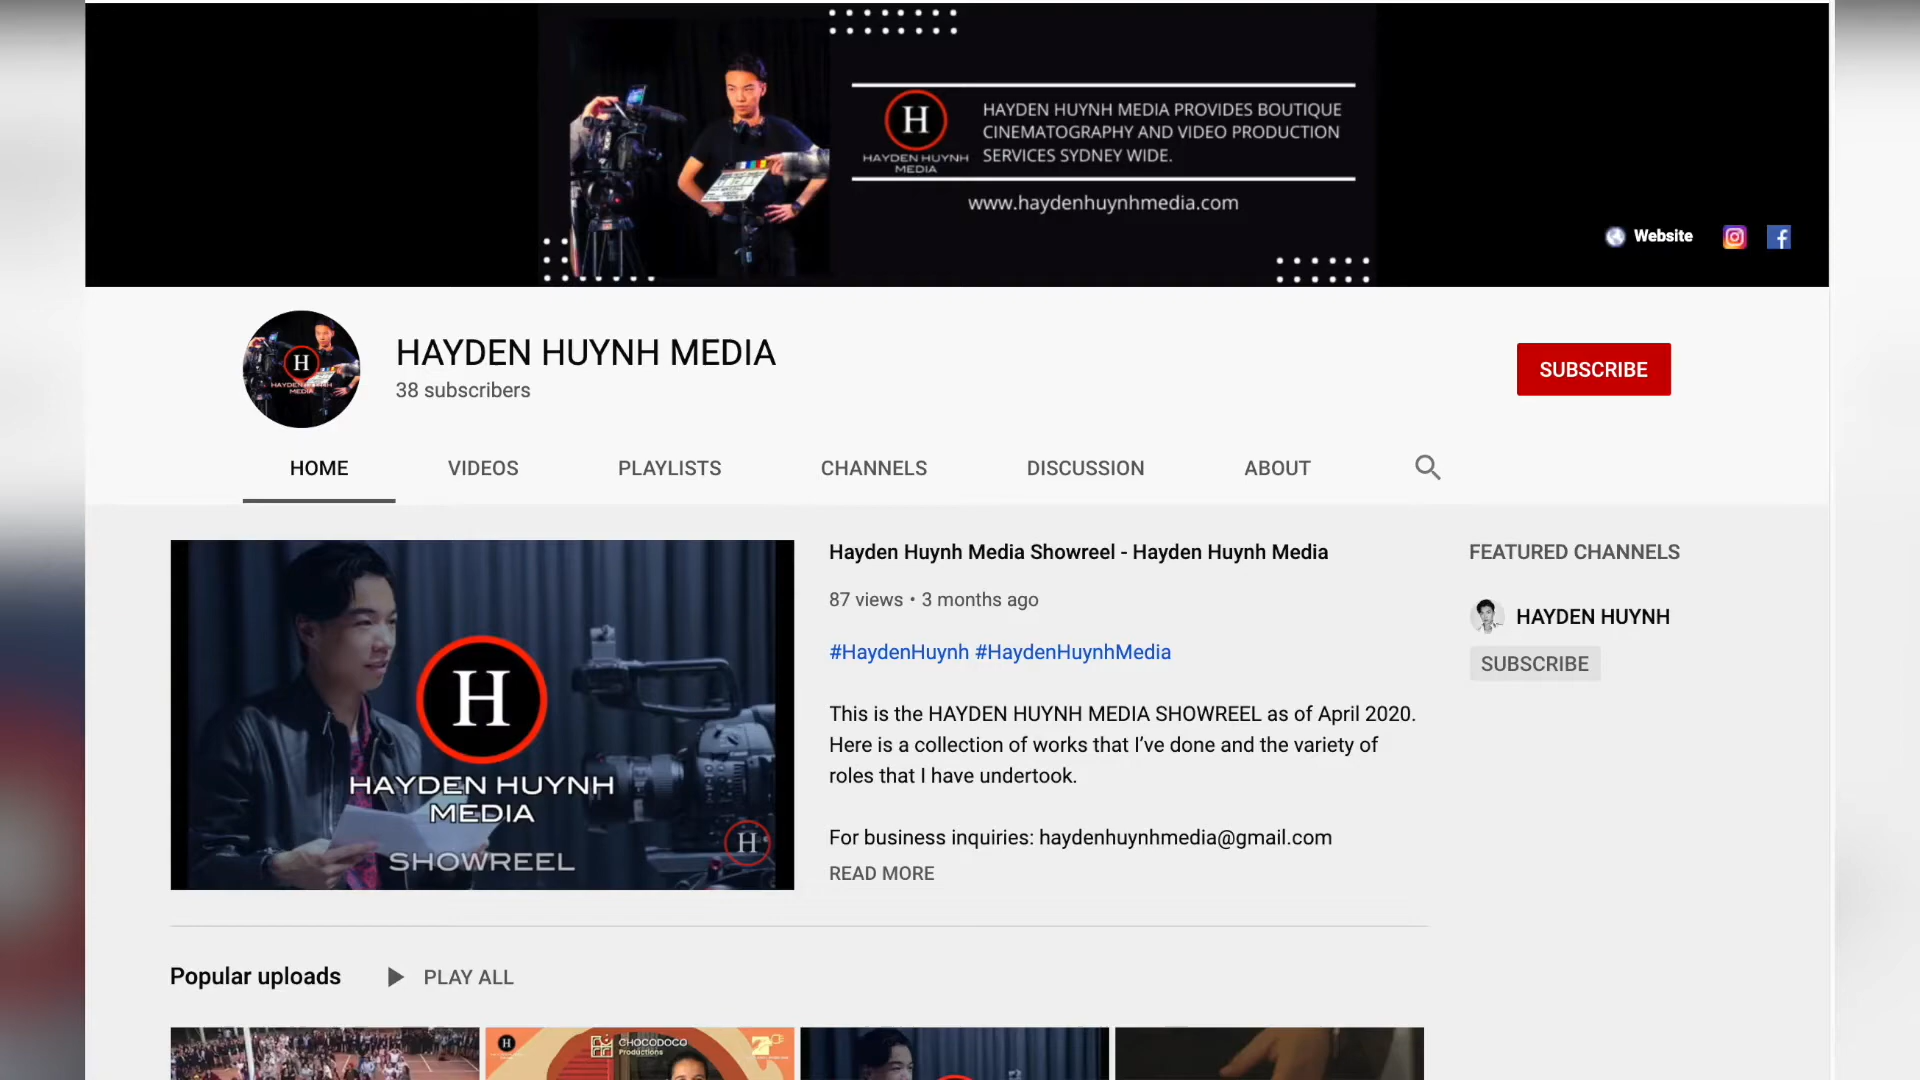 HAYDEN HUYNH MEDIA PROVIDES BOUTIQUE
CINEMATOGRAPHY AND VIDEO PRODUCTION
SERVICES SYDNEY WIDE.
H
HAYDEN HUYNH
MEDIA
www.haydenhuynhmedia.com
Website
H
HAYDEN HUYNH
MEDIA
HAYDEN HUYNH MEDIA
38 subscribers
SUBSCRIBE
HOME
VIDEOS
PLAYLISTS
CHANNELS
DISCUSSION
ABOUT
H
HAYDEN HUYNH
MEDIA
SHOWREEL
H
Hayden Huynh Media Showreel - Hayden Huynh Media
87 views • 3 months ago
#HaydenHuynh #HaydenHuynhMedia
This is the HAYDEN HUYNH MEDIA SHOWREEL as of April 2020.
Here is a collection of works that I’ve done and the variety of
roles that I have undertook.
For business inquiries: haydenhuynhmedia@gmail.com
READ MORE
FEATURED CHANNELS
HAYDEN HUYNH
SUBSCRIBE
Popular uploads
PLAY ALL
H
CHOCODOCO
Productions